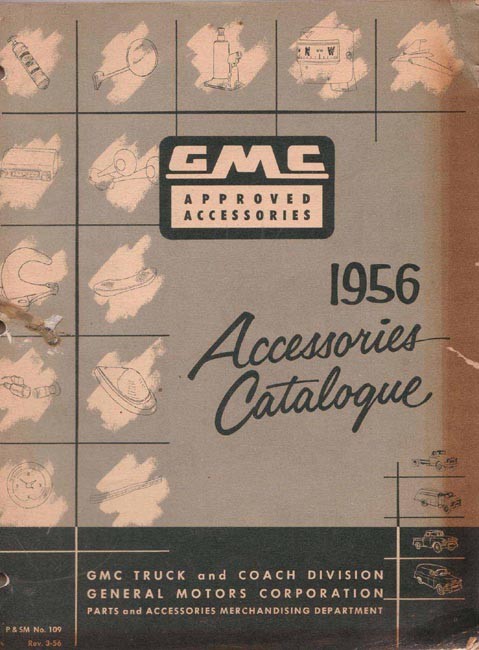 N W
GMC
APPROVED
ACCESSORIES
1956
Accessories
Catalogue
GMC TRUCK and COACH DIVISION
GENERAL MOTORS CORPORATION
PARTS and ACCESSORIES MERCHANDISING DEPARTMENT
P & SM No. 109
Rev. 3-56